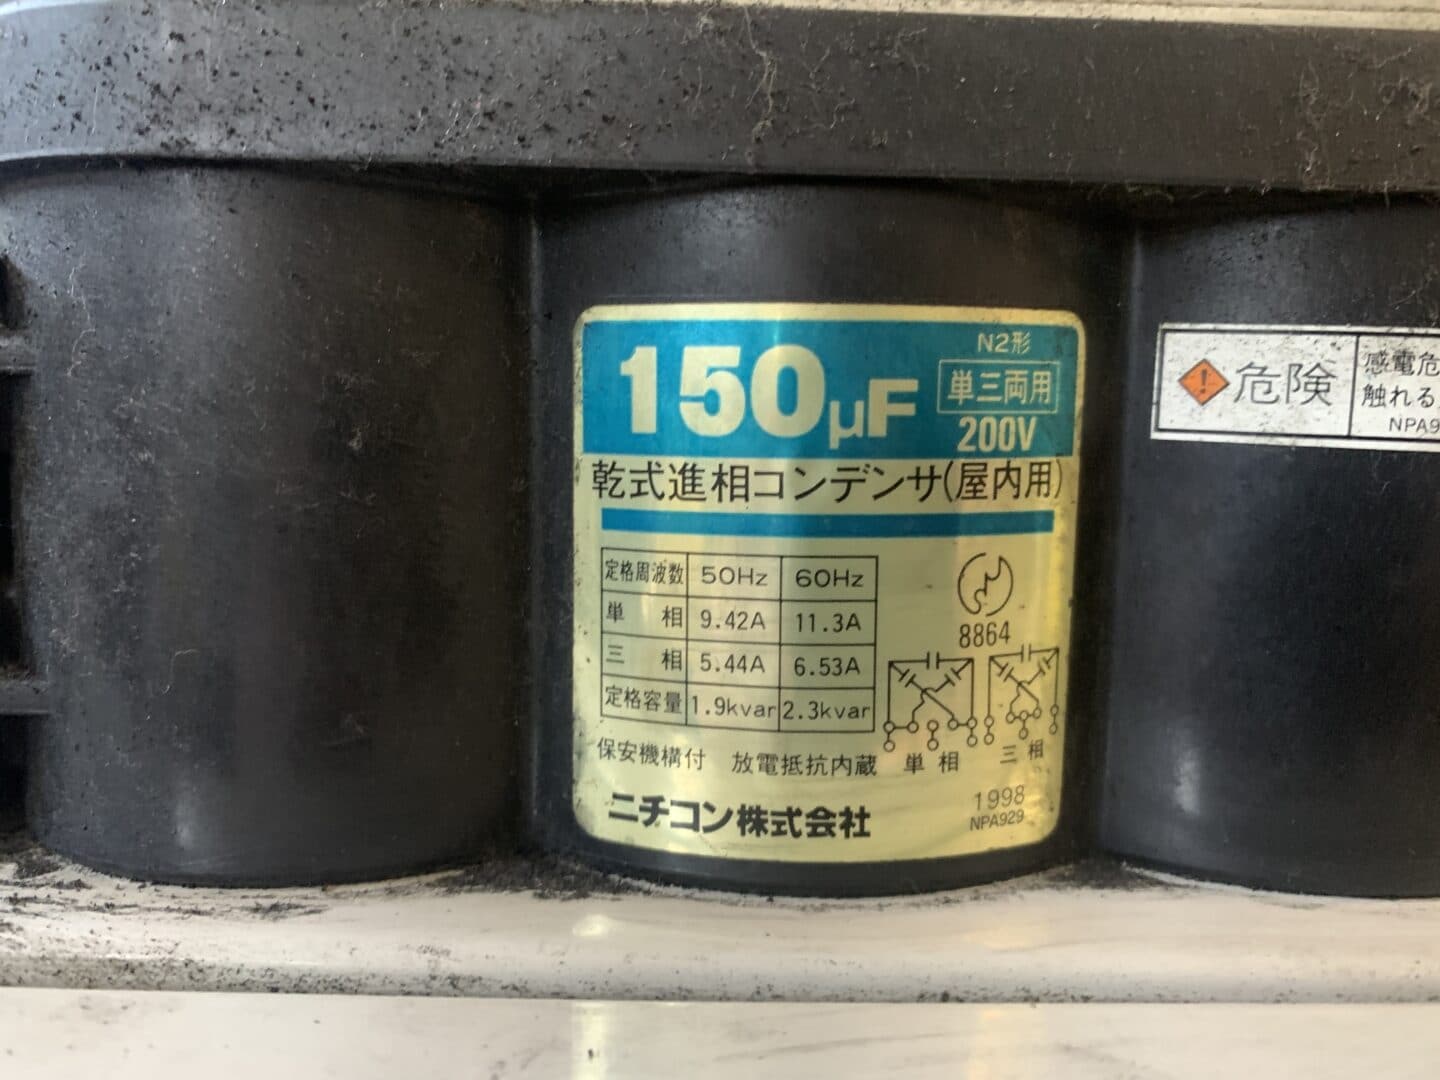 N2形
150μF
単三両用
200V
乾式進相コンデンサ(屋内用)
定格周波数 50Hz 60Hz
単相 9.42A 11.3A
三相 5.44A 6.53A
定格容量 1.9kvar 2.3kvar
8864
単相 三相
保安機構付 放電抵抗内蔵
ニチコン株式会社
1998
NPA929
危険
感電危
触れる
NPA9